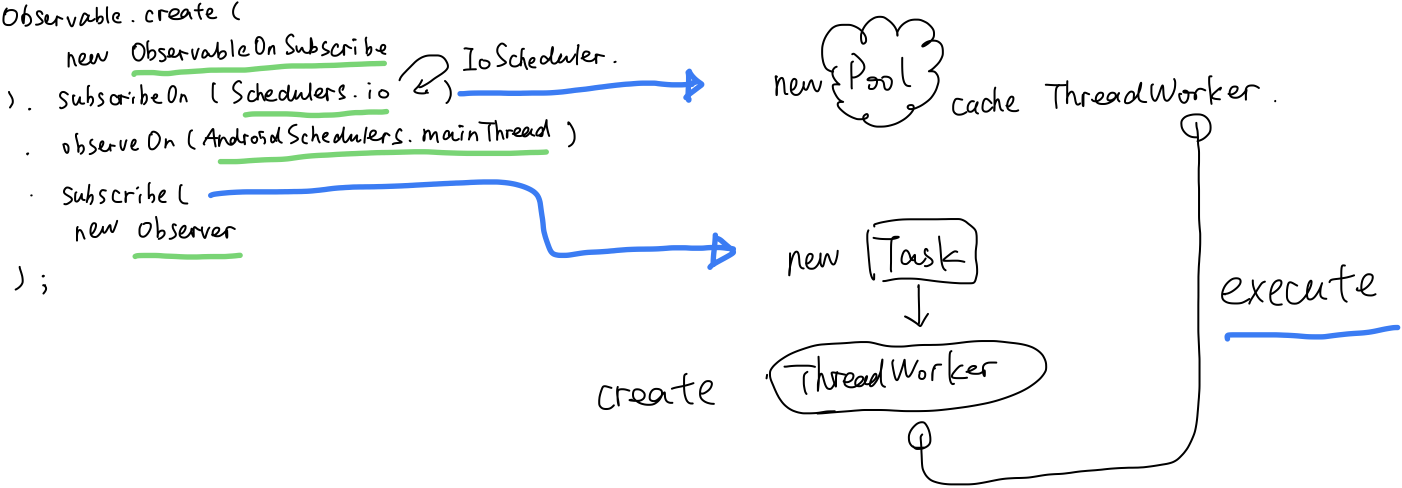 Observable.create (
new ObservableOnSubscribe
). subscribeOn ( Schedulers.io )
IoScheduler.
. observeOn ( AndroidSchedulers.mainThread )
. subscribe (
new Observer
) ;
new Pool
cache ThreadWorker.
new Task
execute
create ThreadWorker